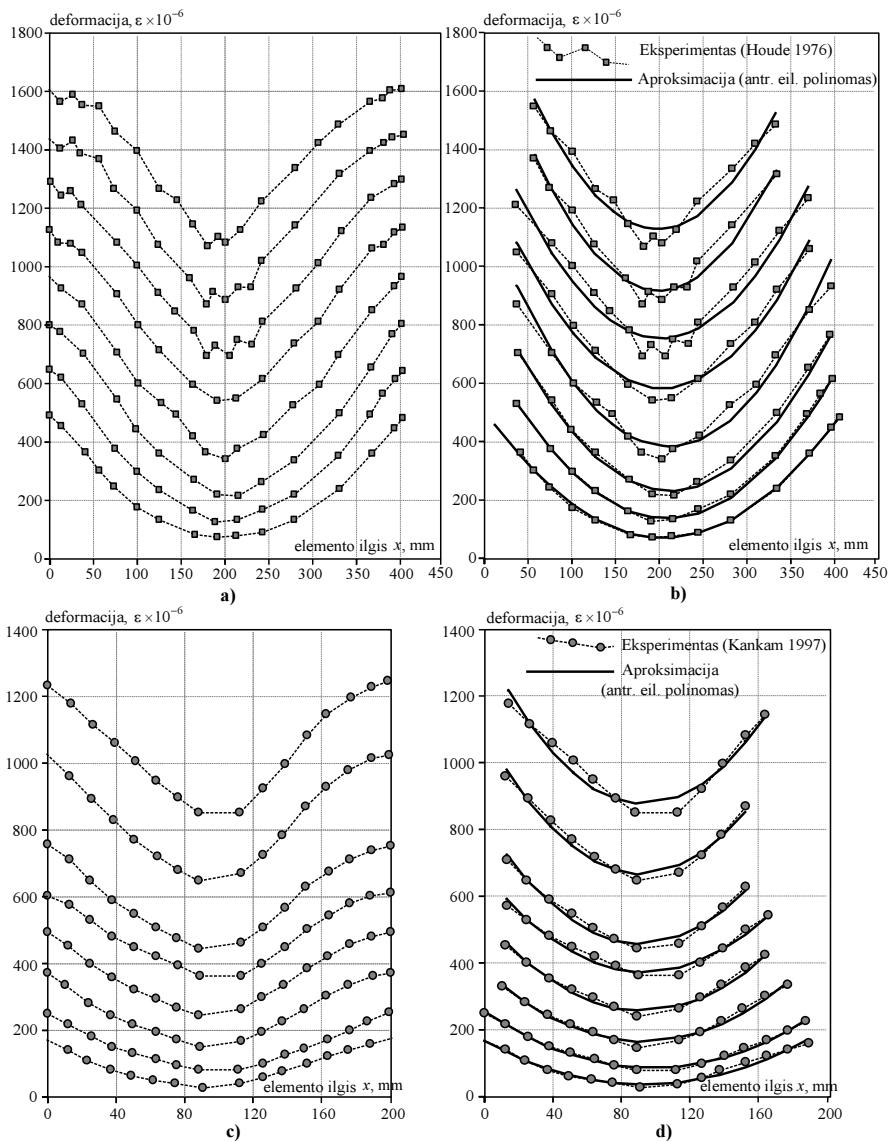 deformacija, ε ×10⁻⁶
1800
1600
1400
1200
1000
800
600
400
200
0
elemento ilgis x, mm
0 50 100 150 200 250 300 350 400 450
a)
deformacija, ε ×10⁻⁶
1800
1600
1400
1200
1000
800
600
400
200
0
Eksperimentas (Houde 1976)
Aproksimacija (antr. eil. polinomas)
elemento ilgis x, mm
0 50 100 150 200 250 300 350 400 450
b)
deformacija, ε ×10⁻⁶
1400
1200
1000
800
600
400
200
0
elemento ilgis x, mm
0 40 80 120 160 200
c)
deformacija, ε ×10⁻⁶
1400
1200
1000
800
600
400
200
0
Eksperimentas (Kankam 1997)
Aproksimacija
(antr. eil. polinomas)
elemento ilgis x, mm
0 40 80 120 160 200
d)